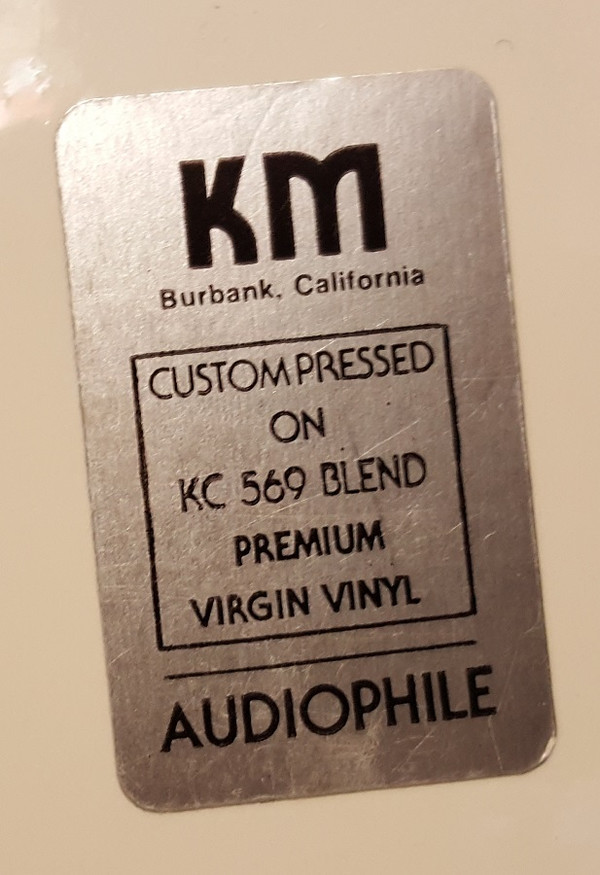 KM
Burbank, California
CUSTOM PRESSED
ON
KC 569 BLEND
PREMIUM
VIRGIN VINYL
AUDIOPHILE